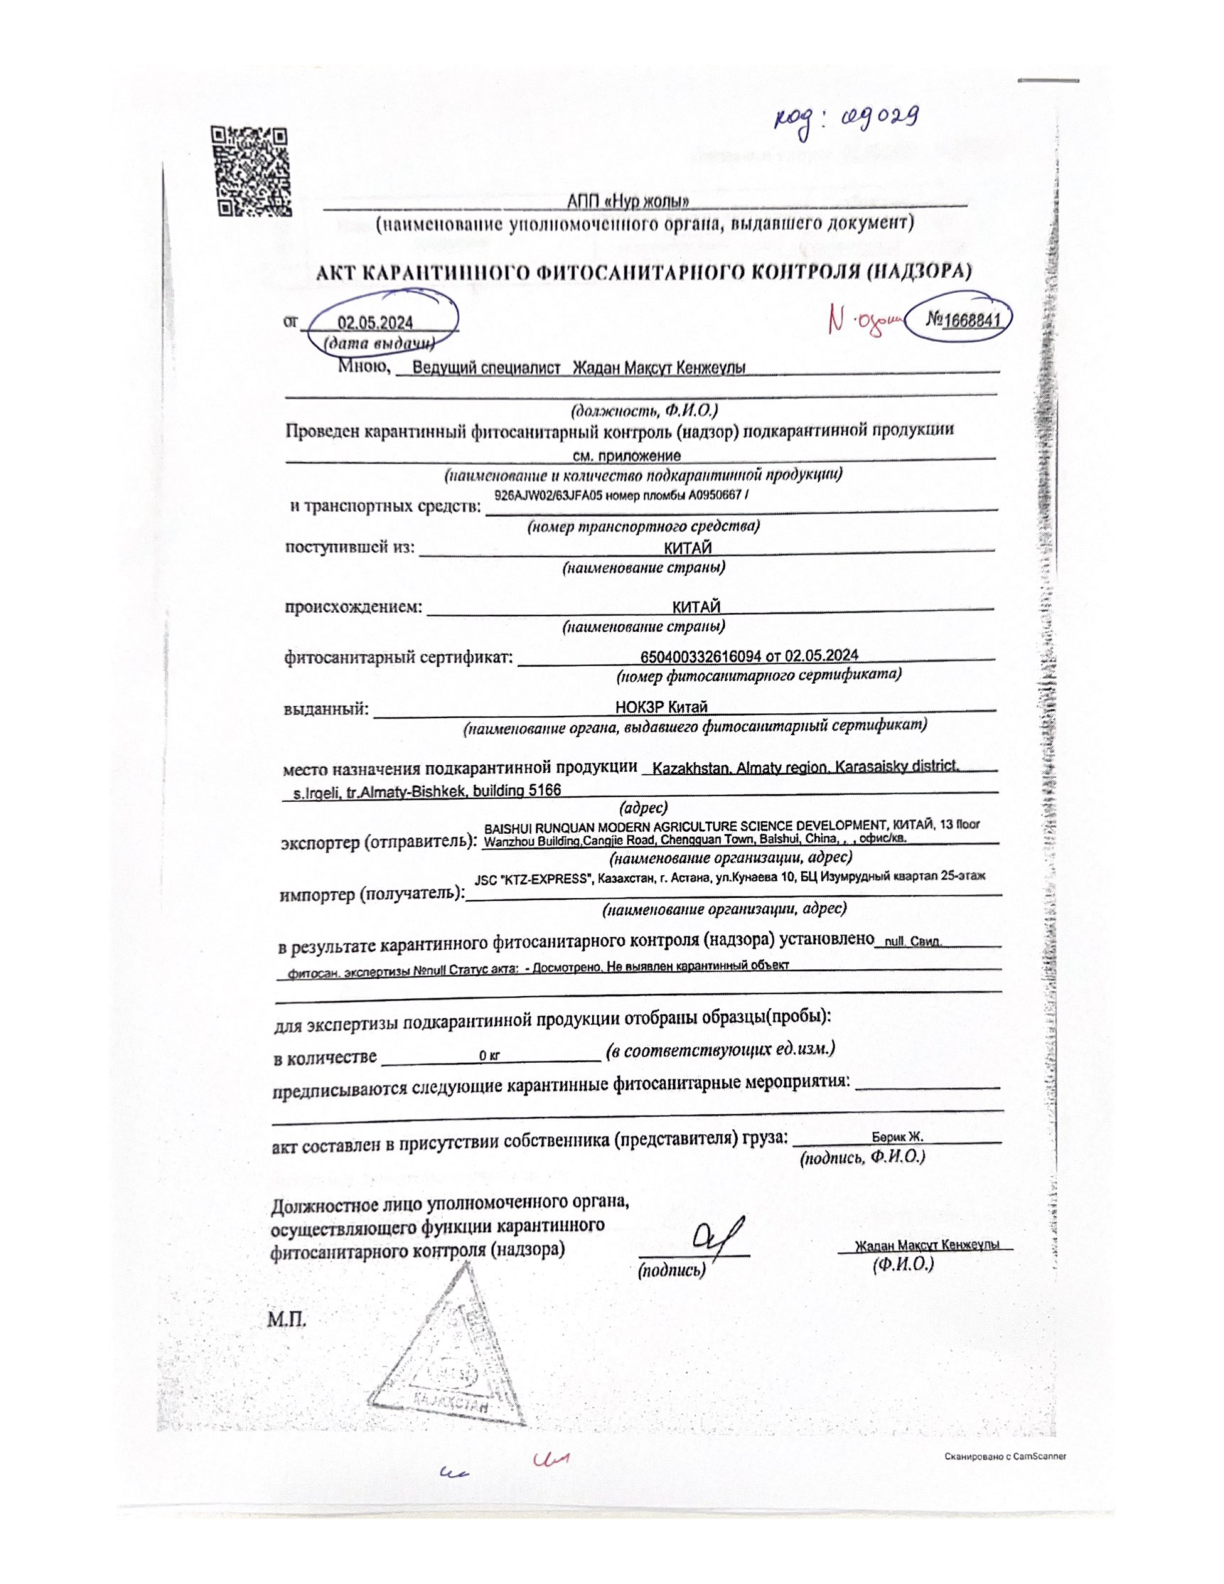 код: 09029
АПП «Нур жолы»
(наименование уполномоченного органа, выдавшего документ)
АКТ КАРАНТИННОГО ФИТОСАНИТАРНОГО КОНТРОЛЯ (НАДЗОРА)
от 02.05.2024 №1668841
(дата выдачи)
Мною, Ведущий специалист Жадан Мақсұт Кенжеұлы
(должность, Ф.И.О.)
Проведен карантинный фитосанитарный контроль (надзор) подкарантинной продукции
см. приложение
(наименование и количество подкарантинной продукции)
926AJW02/63JFA05 номер пломбы A0950667 /
и транспортных средств:
(номер транспортного средства)
поступившей из: КИТАЙ
(наименование страны)
происхождением: КИТАЙ
(наименование страны)
фитосанитарный сертификат: 650400332616094 от 02.05.2024
(номер фитосанитарного сертификата)
выданный: НОКЗР Китай
(наименование органа, выдавшего фитосанитарный сертификат)
место назначения подкарантинной продукции Kazakhstan, Almaty region, Karasaisky district,
s.Irgeli, tr.Almaty-Bishkek, building 5166
(адрес)
BAISHUI RUNQUAN MODERN AGRICULTURE SCIENCE DEVELOPMENT, КИТАЙ, 13 floor
экспортер (отправитель): Wanzhou Building,Cangjie Road, Chengguan Town, Baishui, China, , , офис/кв.
(наименование организации, адрес)
JSC "KTZ-EXPRESS", Казахстан, г. Астана, ул.Кунаева 10, БЦ Изумрудный квартал 25-этаж
импортер (получатель):
(наименование организации, адрес)
в результате карантинного фитосанитарного контроля (надзора) установлено null. Свид.
фитосан. экспертизы №null Статус акта: - Досмотрено. Не выявлен карантинный объект
для экспертизы подкарантинной продукции отобраны образцы(пробы):
в количестве 0 кг (в соответствующих ед.изм.)
предписываются следующие карантинные фитосанитарные мероприятия:
акт составлен в присутствии собственника (представителя) груза: Берик Ж.
(подпись, Ф.И.О.)
Должностное лицо уполномоченного органа,
осуществляющего функции карантинного
фитосанитарного контроля (надзора) Жадан Мақсұт Кенжеұлы
(подпись) (Ф.И.О.)
М.П.
ҚАЗАҚСТАН
Сканировано с CamScanner